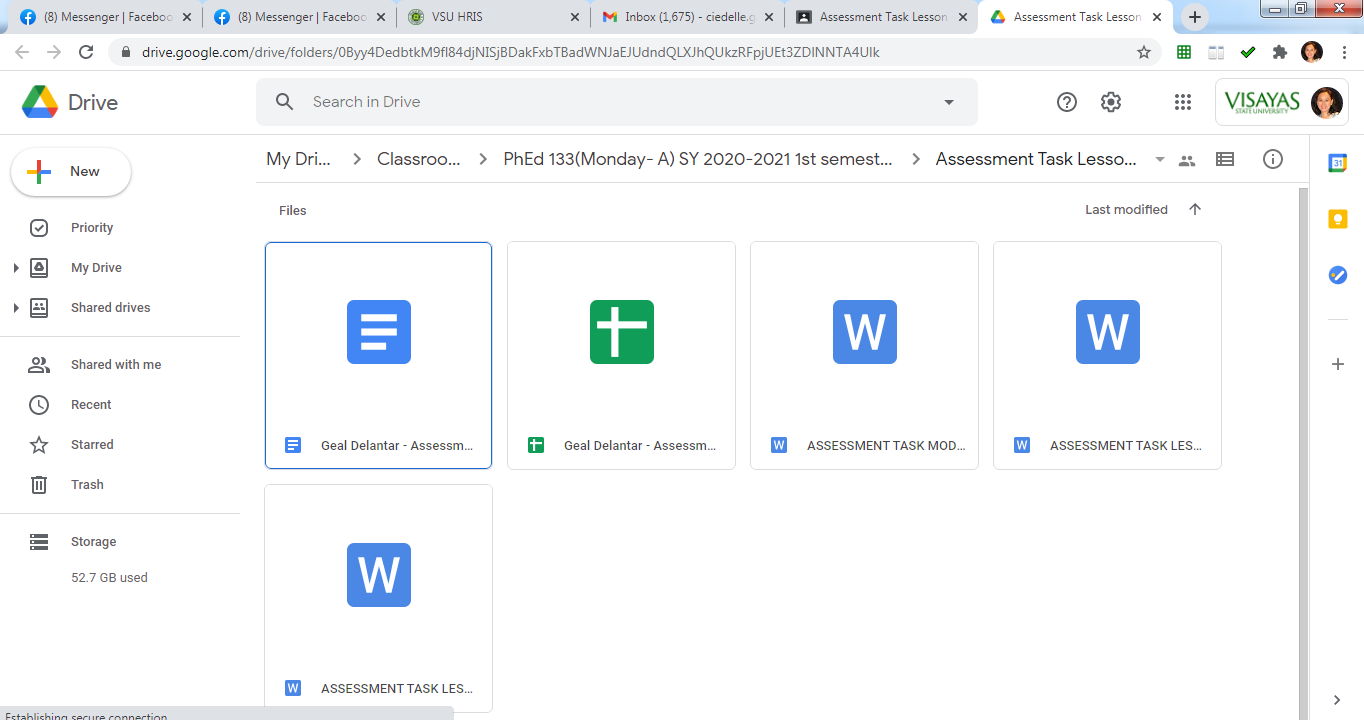 (8) Messenger | Faceboo
(8) Messenger | Faceboo
VSU HRIS
Inbox (1,675) - ciedelle.g
Assessment Task Lesson
Assessment Task Lesson
drive.google.com/drive/folders/
Drive
Search in Drive
VISAYAS
STATE UNIVERSITY
My Dri...
Classroo...
PhEd 133(Monday- A) SY 2020-2021 1st semest...
Assessment Task Lesso...
New
Priority
My Drive
Shared drives
Shared with me
Recent
Starred
Trash
Storage
52.7 GB used
Files
Last modified
31
Geal Delantar - Assessm...
Geal Delantar - Assessm...
W
W ASSESSMENT TASK MOD...
W
W ASSESSMENT TASK LES...
W
W ASSESSMENT TASK LES...
Establishing secure connection